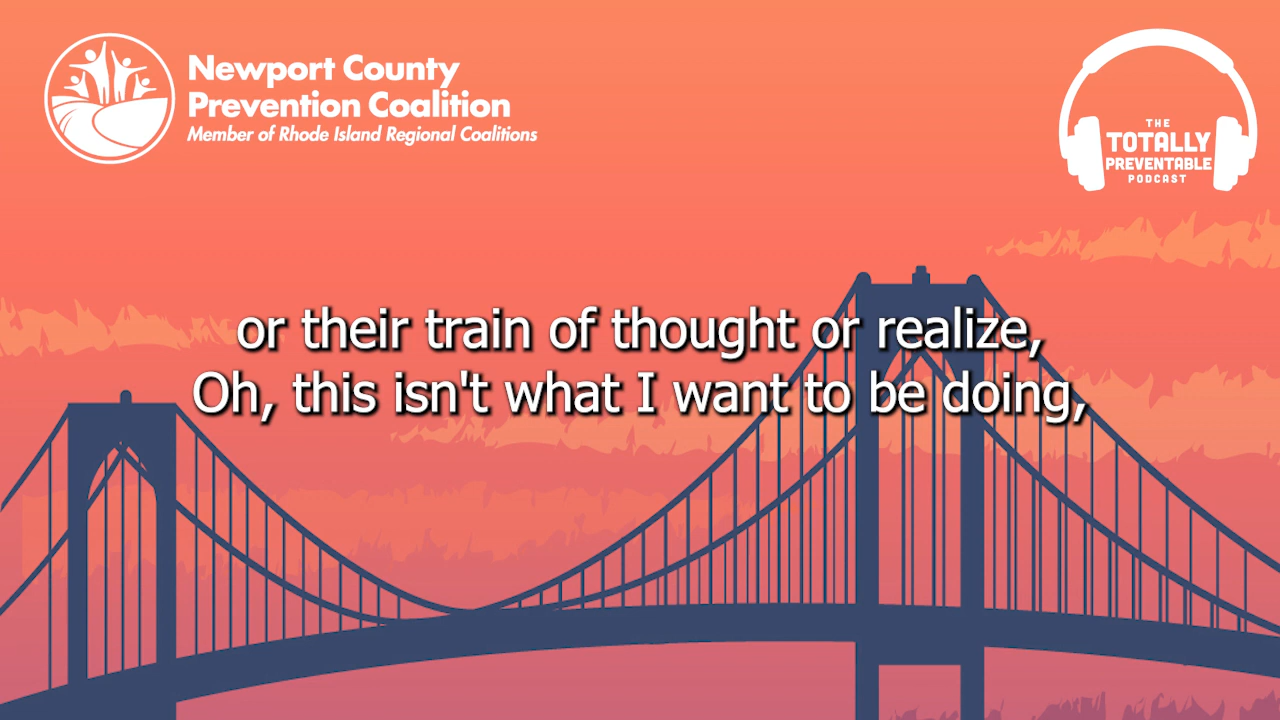 Newport County
Prevention Coalition
Member of Rhode Island Regional Coalitions
THE
TOTALLY
PREVENTABLE
PODCAST
or their train of thought or realize,
Oh, this isn't what I want to be doing,